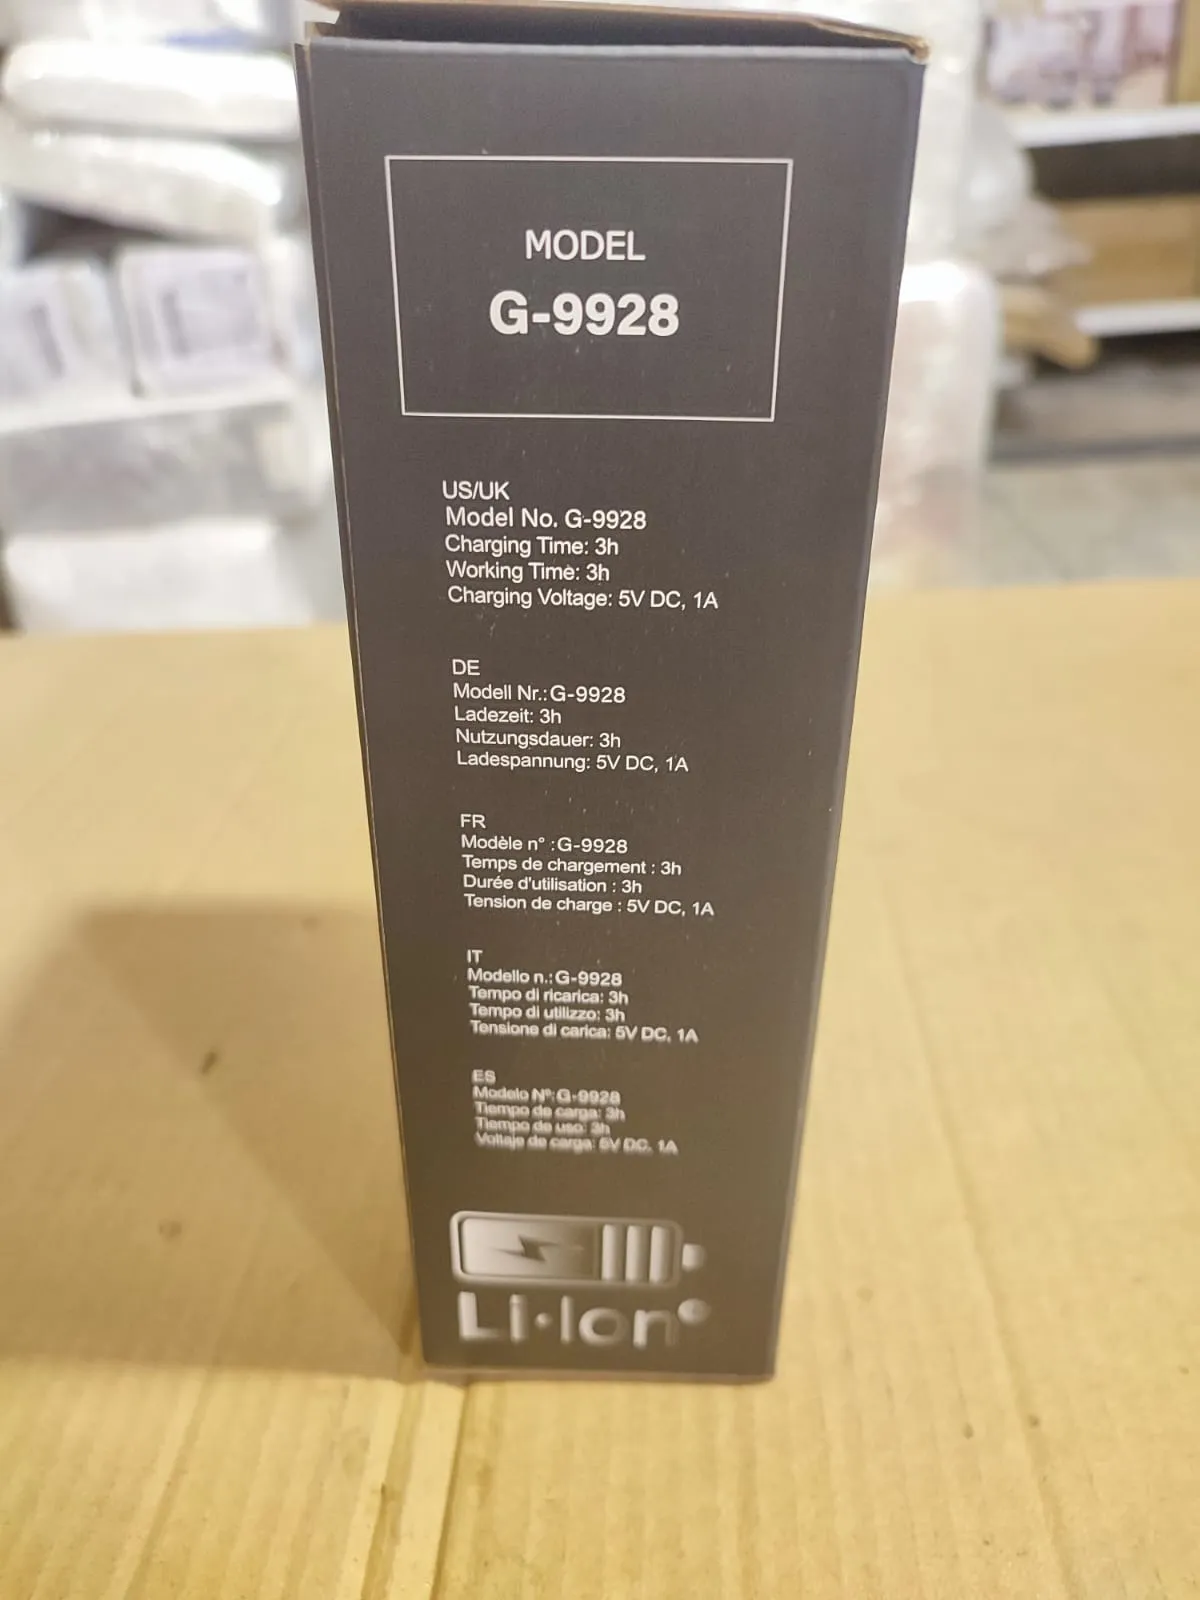 MODEL
G-9928
US/UK
Model No. G-9928
Charging Time: 3h
Working Time: 3h
Charging Voltage: 5V DC, 1A
DE
Modell Nr.:G-9928
Ladezeit: 3h
Nutzungsdauer: 3h
Ladespannung: 5V DC, 1A
FR
Modèle n° :G-9928
Temps de chargement : 3h
Durée d'utilisation : 3h
Tension de charge : 5V DC, 1A
IT
Modello n.:G-9928
Tempo di ricarica: 3h
Tempo di utilizzo: 3h
Tensione di carica: 5V DC, 1A
ES
Modelo Nº:G-9928
Tiempo de carga: 3h
Tiempo de uso: 3h
Voltaje de carga: 5V DC, 1A
Li·Ion